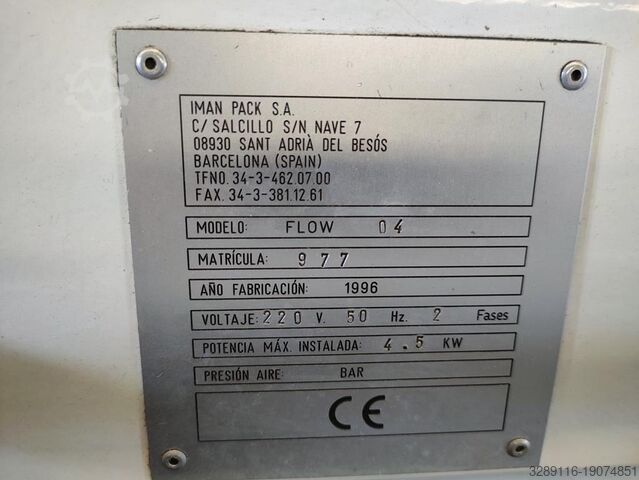 IMAN PACK S.A.
C/ SALCILLO S/N NAVE 7
08930 SANT ADRIÀ DEL BESÓS
BARCELONA (SPAIN)
TFNO. 34-3-462.07.00
FAX. 34-3-381.12.61
MODELO: FLOW 04
MATRÍCULA: 977
AÑO FABRICACIÓN: 1996
VOLTAJE: 220 V. 50 Hz. 2 Fases
POTENCIA MÁX. INSTALADA: 4.5 KW
PRESIÓN AIRE: BAR
CE
3289116-19074851